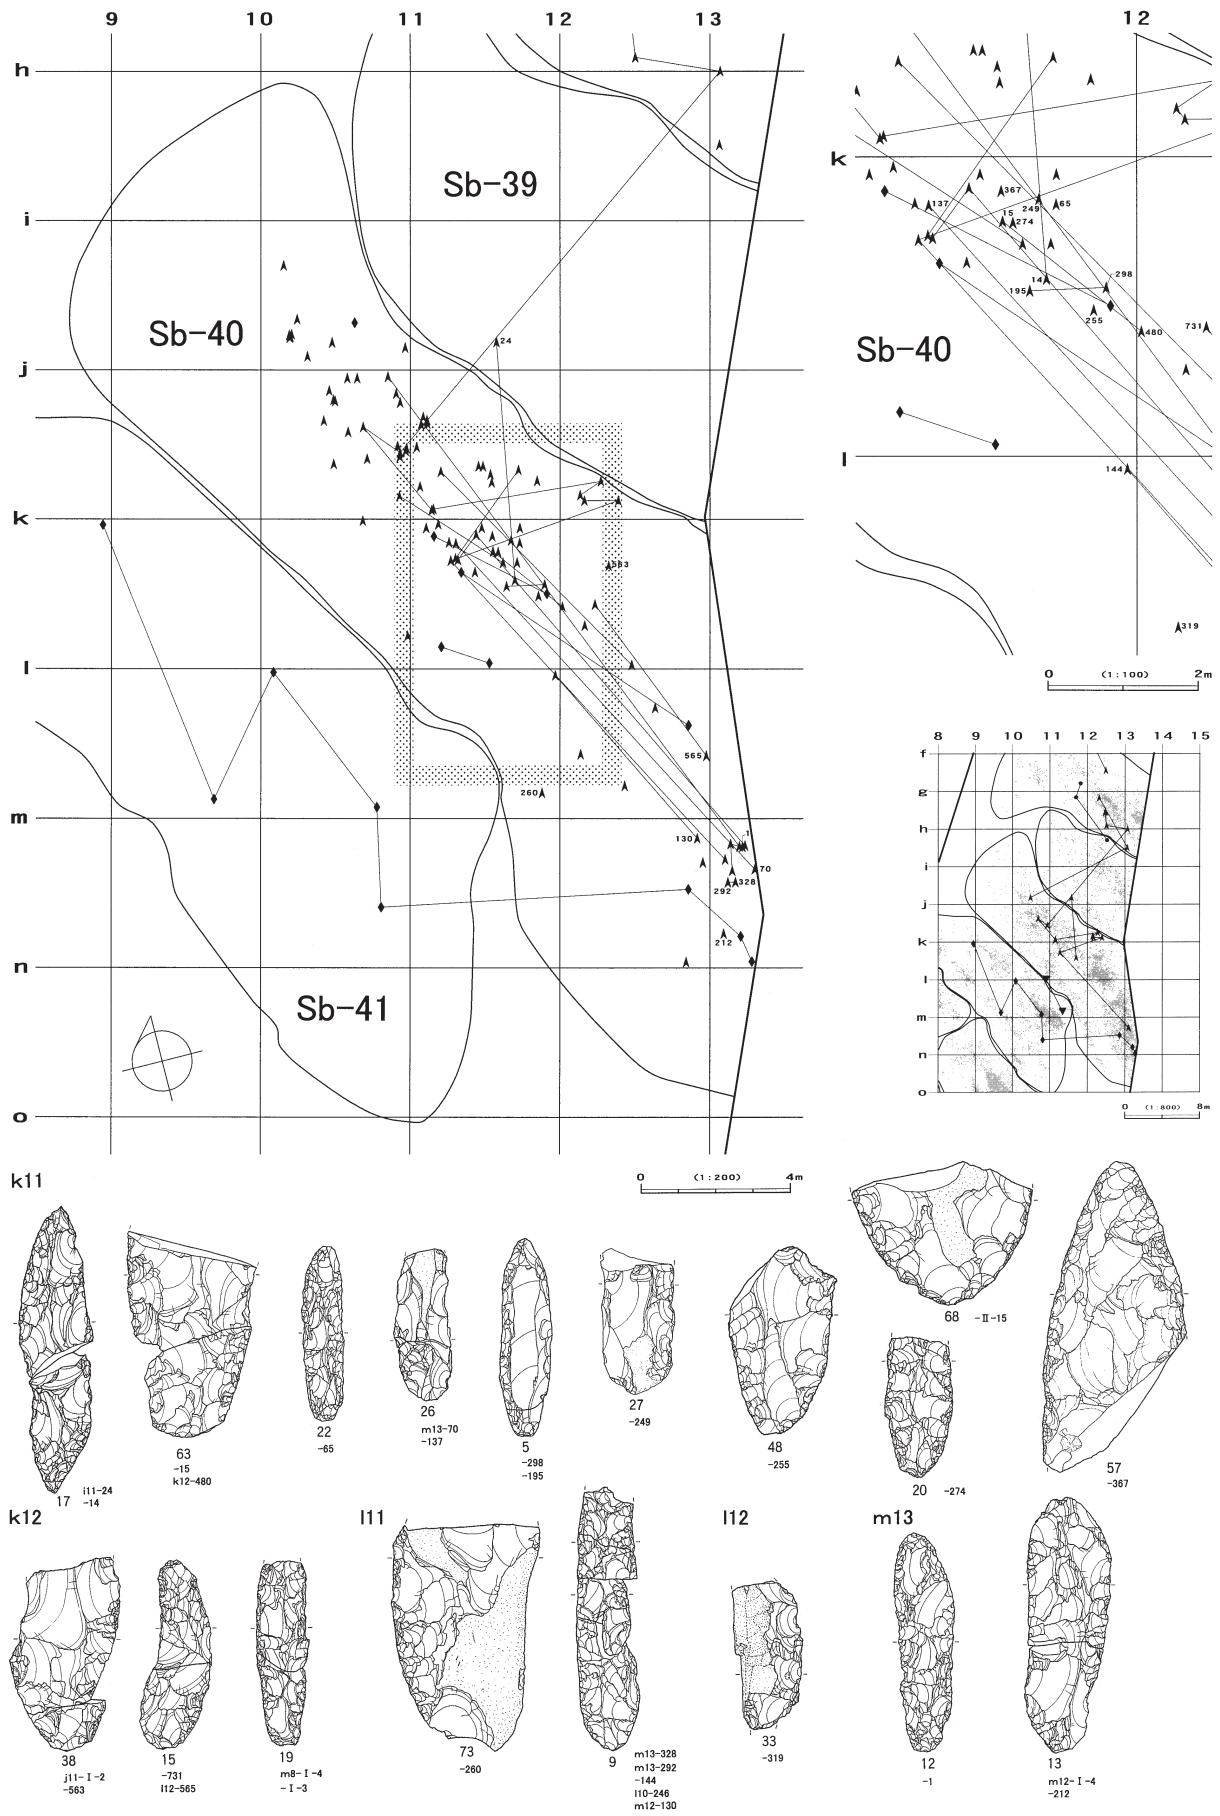 9 10 11 12 13
h
i
j
k
l
m
n
o
Sb-39
Sb-40
Sb-41
24
563
565
260
130
1
70
292
328
212
0 (1:200) 4m
12
k
l
367
137
249
65
15
274
14
298
195
255
480
731
Sb-40
144
319
0 (1:100) 2m
8 9 10 11 12 13 14 15
f
g
h
i
j
k
l
m
n
o
0 (1:800) 8m
k11
17
i11-24
-14
63
-15
k12-480
22
-65
26
m13-70
-137
5
-298
-195
27
-249
48
-255
68
-Ⅱ-15
20
-274
57
-367
k12
38
j11-Ⅰ-2
-563
15
-731
l12-565
19
m8-Ⅰ-4
-Ⅰ-3
l11
73
-260
9
m13-328
m13-292
-144
l10-246
m12-130
l12
33
-319
m13
12
-1
13
m12-Ⅰ-4
-212